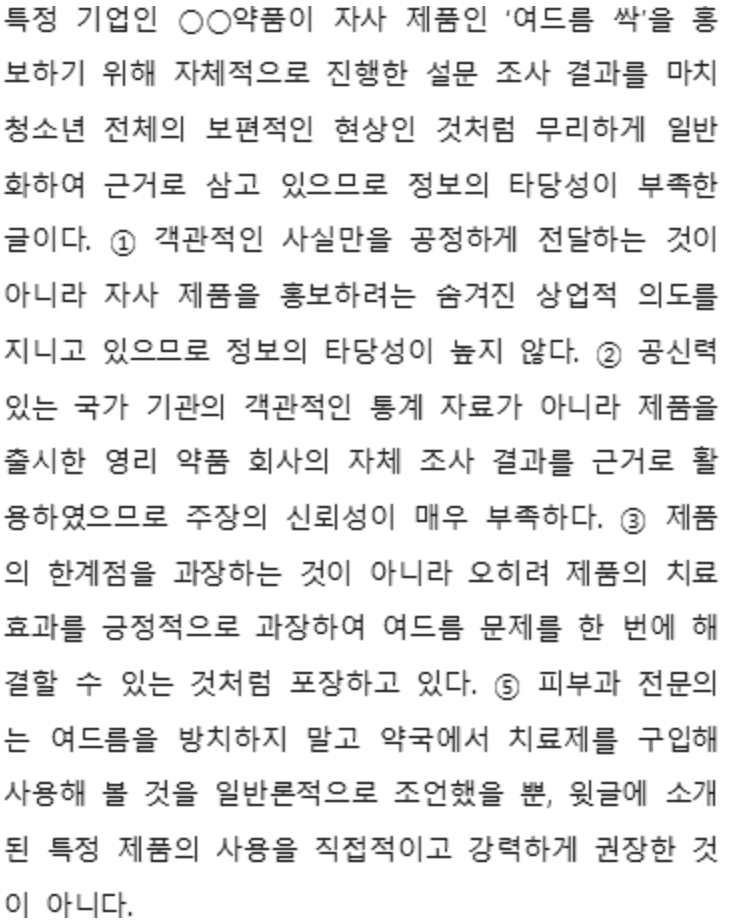 특정 기업인 ○○약품이 자사 제품인 '여드름 싹'을 홍
보하기 위해 자체적으로 진행한 설문 조사 결과를 마치
청소년 전체의 보편적인 현상인 것처럼 무리하게 일반
화하여 근거로 삼고 있으므로 정보의 타당성이 부족한
글이다. ① 객관적인 사실만을 공정하게 전달하는 것이
아니라 자사 제품을 홍보하려는 숨겨진 상업적 의도를
지니고 있으므로 정보의 타당성이 높지 않다. ② 공신력
있는 국가 기관의 객관적인 통계 자료가 아니라 제품을
출시한 영리 약품 회사의 자체 조사 결과를 근거로 활
용하였으므로 주장의 신뢰성이 매우 부족하다. ③ 제품
의 한계점을 과장하는 것이 아니라 오히려 제품의 치료
효과를 긍정적으로 과장하여 여드름 문제를 한 번에 해
결할 수 있는 것처럼 포장하고 있다. ⑤ 피부과 전문의
는 여드름을 방치하지 말고 약국에서 치료제를 구입해
사용해 볼 것을 일반론적으로 조언했을 뿐, 윗글에 소개
된 특정 제품의 사용을 직접적이고 강력하게 권장한 것
이 아니다.